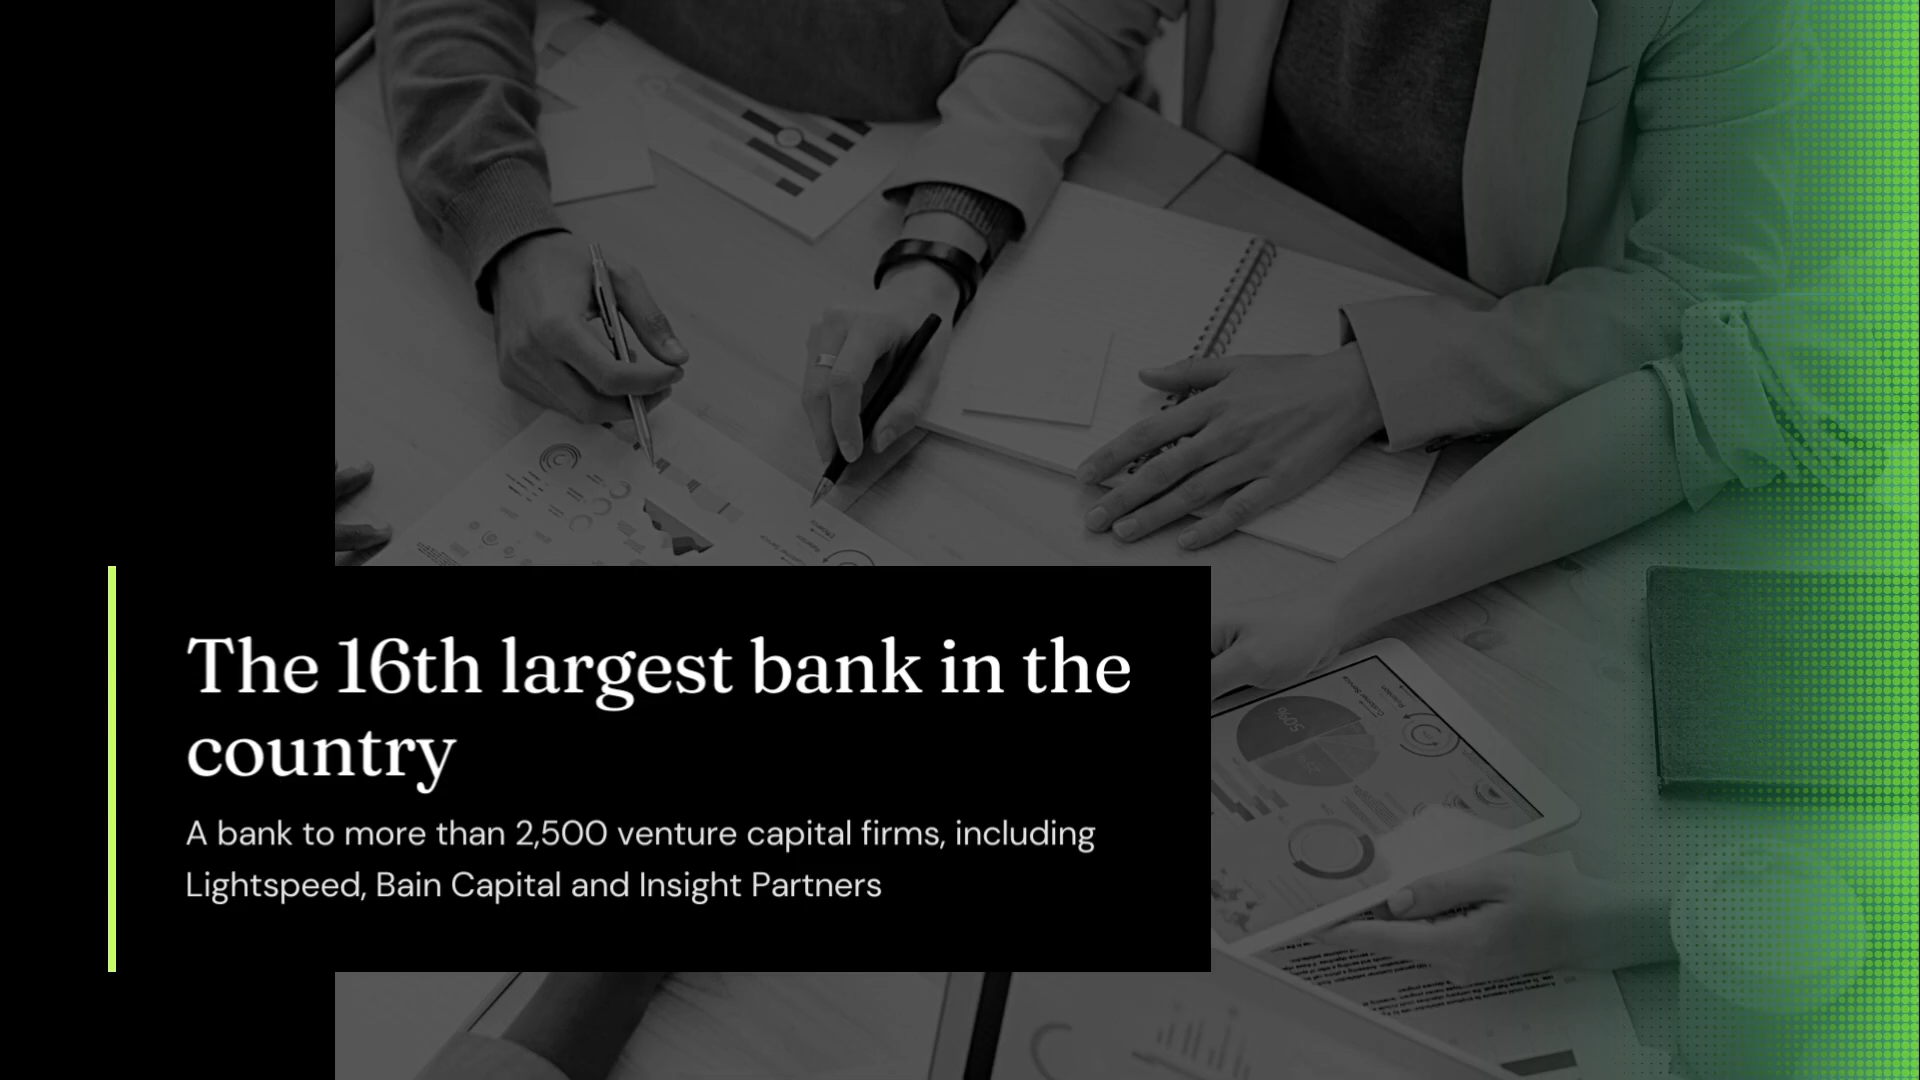 The 16th largest bank in the
country
A bank to more than 2,500 venture capital firms, including
Lightspeed, Bain Capital and Insight Partners
50%